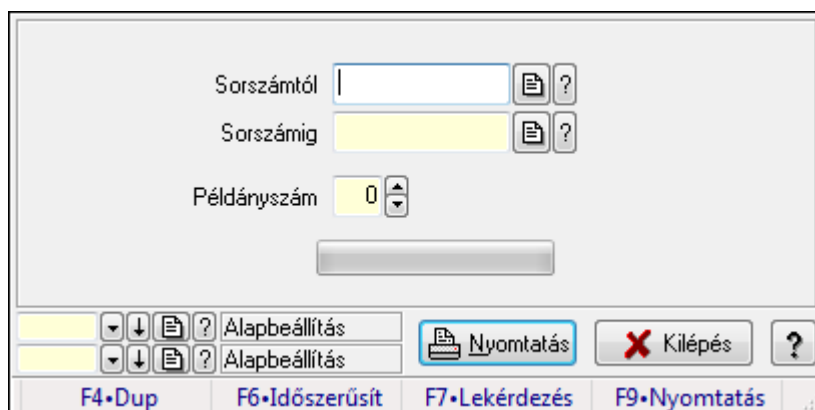 Sorszámtól ?
Sorszámig ?
Példányszám 0
? Alapbeállítás
? Alapbeállítás
Nyomtatás Kilépés ?
F4•Dup F6•Időszerűsít F7•Lekérdezés F9•Nyomtatás